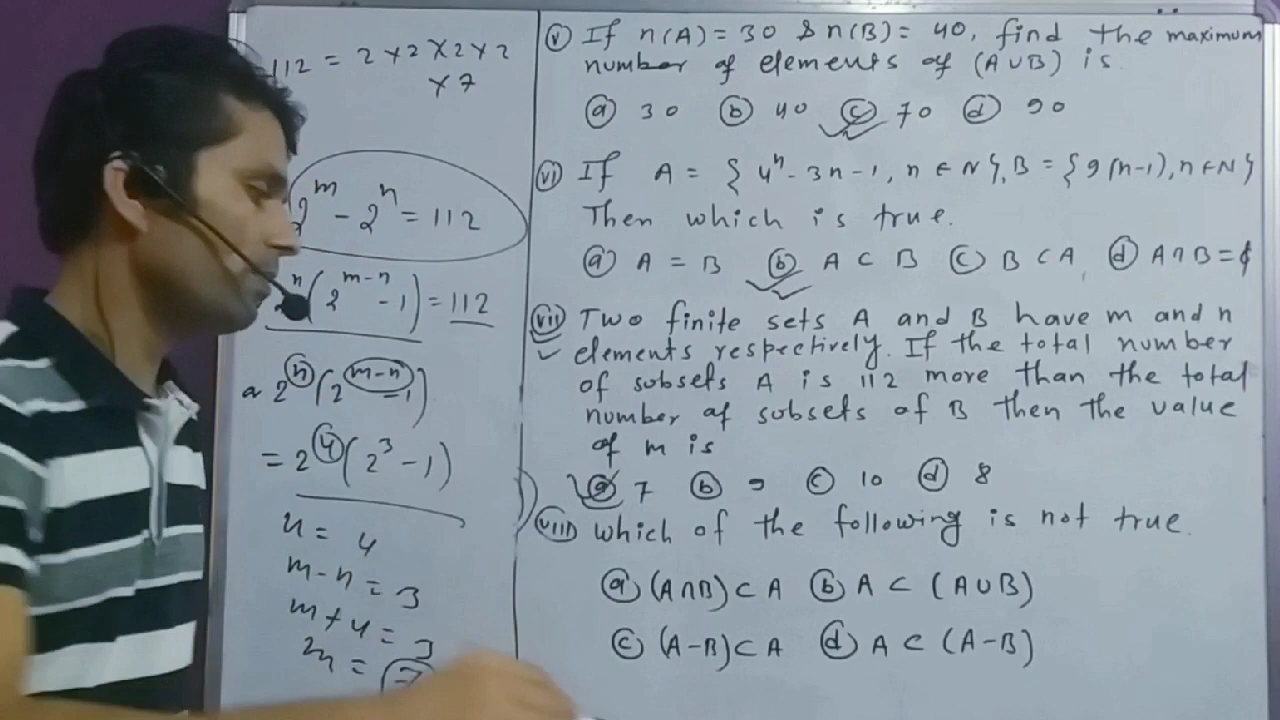 112 = 2 × 2 × 2 × 2
× 7
2^m - 2^n = 112
2^n (2^{m-n} - 1) = 112
2^n (2^{m-n} - 1)
= 2^4 (2^3 - 1)
n = 4
m - n = 3
m + 4 = 3
m = 7
(v) If n(A) = 30 & n(B) = 40, find the maximum
number of elements of (A∪B) is
(a) 30 (b) 40 (c) 70 (d) 90
(vi) If A = { 4^n - 3n - 1, n ∈ N }, B = { 9(n-1), n ∈ N }
Then which is true.
(a) A = B (b) A ⊂ B (c) B ⊂ A (d) A ∩ B = ϕ
(vii) Two finite sets A and B have m and n
elements respectively. If the total number
of subsets A is 112 more than the total
number of subsets of B then the value
of m is
(a) 7 (b) 9 (c) 10 (d) 8
(viii) which of the following is not true.
(a) (A∩B) ⊂ A (b) A ⊂ (A∪B)
(c) (A-B) ⊂ A (d) A ⊂ (A-B)